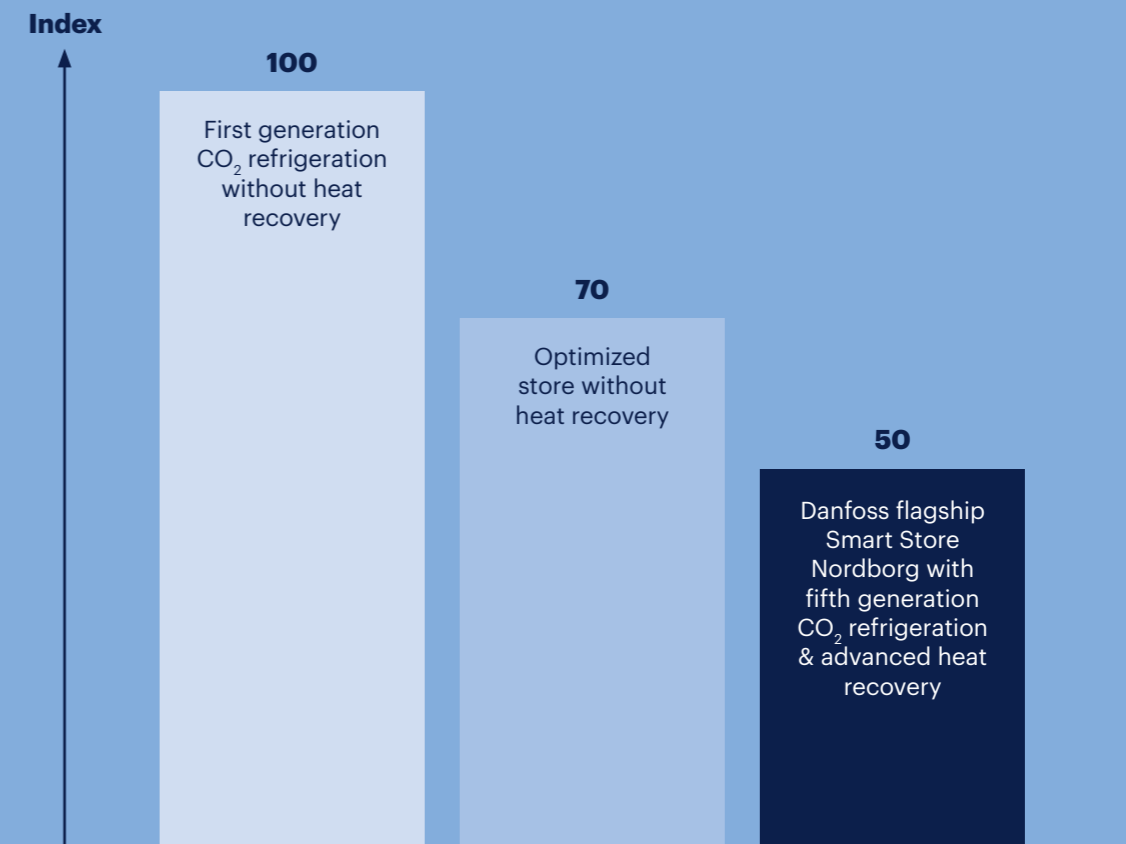 Index
100
First generation
CO₂ refrigeration
without heat
recovery
70
Optimized
store without
heat recovery
50
Danfoss flagship
Smart Store
Nordborg with
fifth generation
CO₂ refrigeration
& advanced heat
recovery